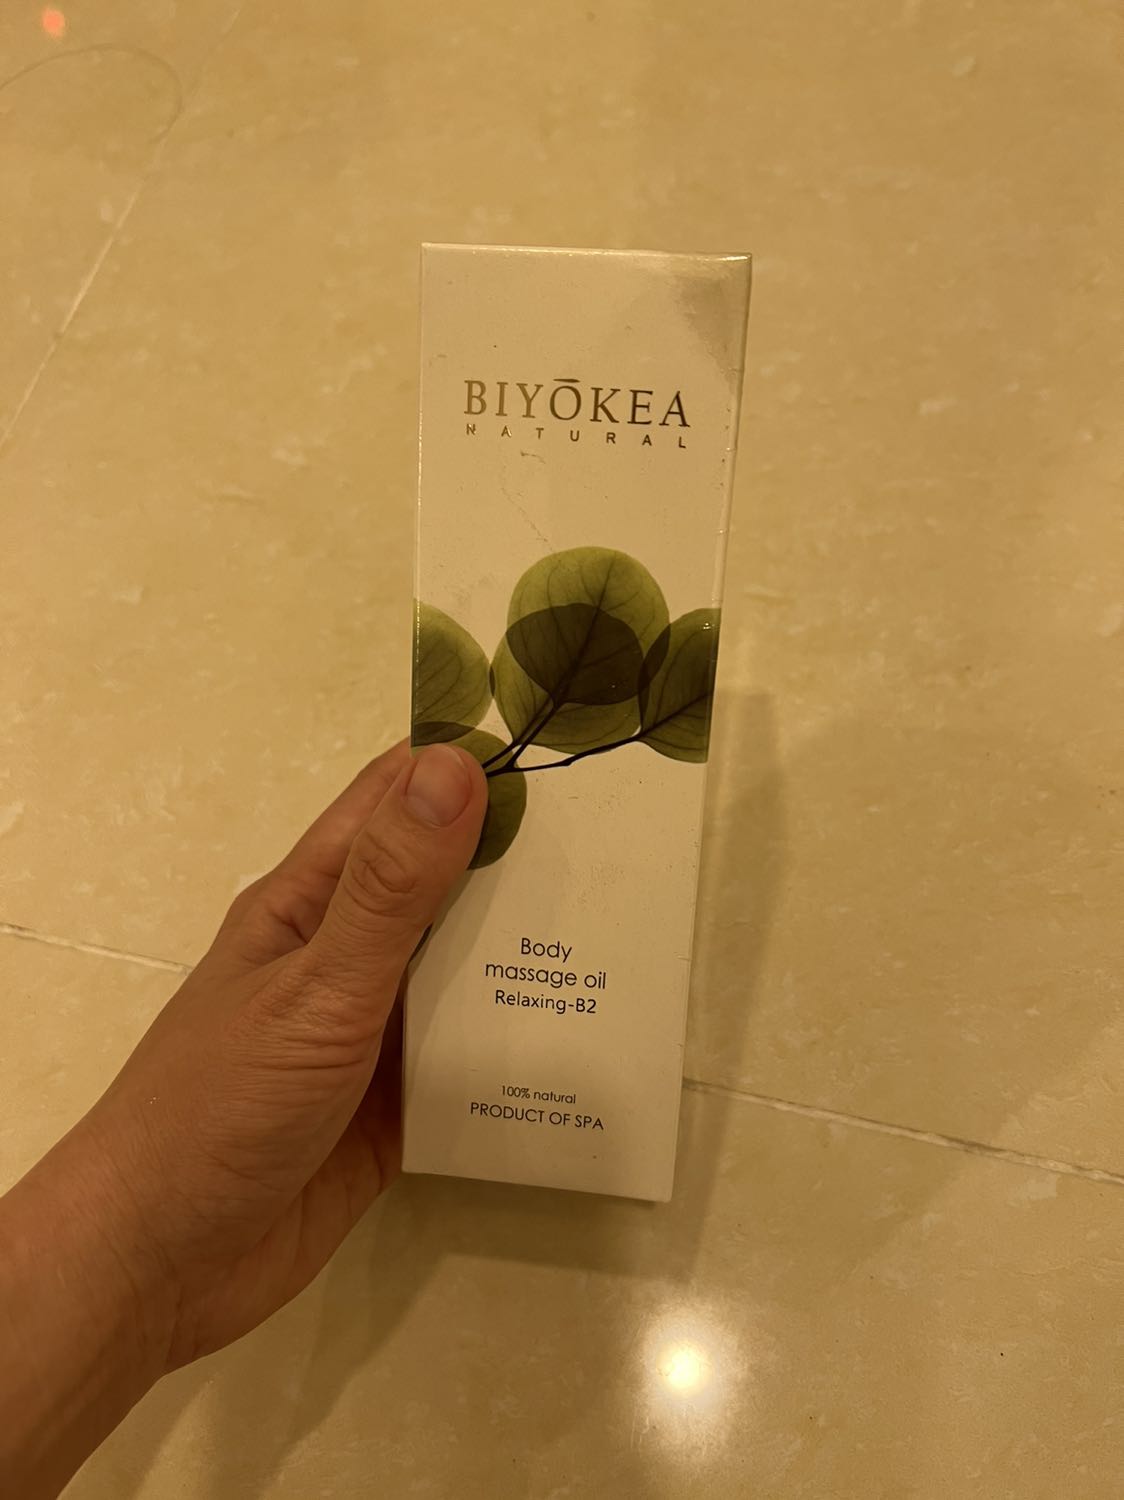 BIYŌKEA
NATURAL
Body
massage oil
Relaxing-B2
100% natural
PRODUCT OF SPA